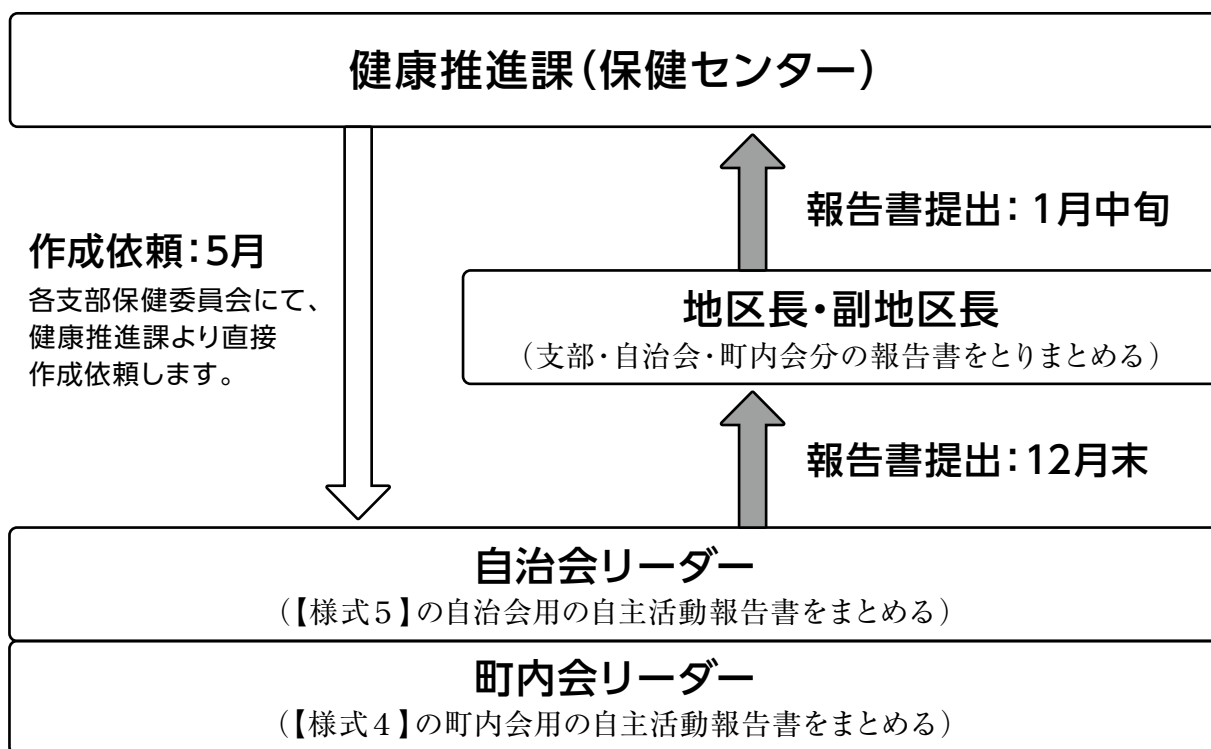 健康推進課（保健センター）
作成依頼：5月
各支部保健委員会にて、
健康推進課より直接
作成依頼します。
報告書提出：1月中旬
地区長・副地区長
（支部・自治会・町内会分の報告書をとりまとめる）
報告書提出：12月末
自治会リーダー
（【様式５】の自治会用の自主活動報告書をまとめる）
町内会リーダー
（【様式４】の町内会用の自主活動報告書をまとめる）